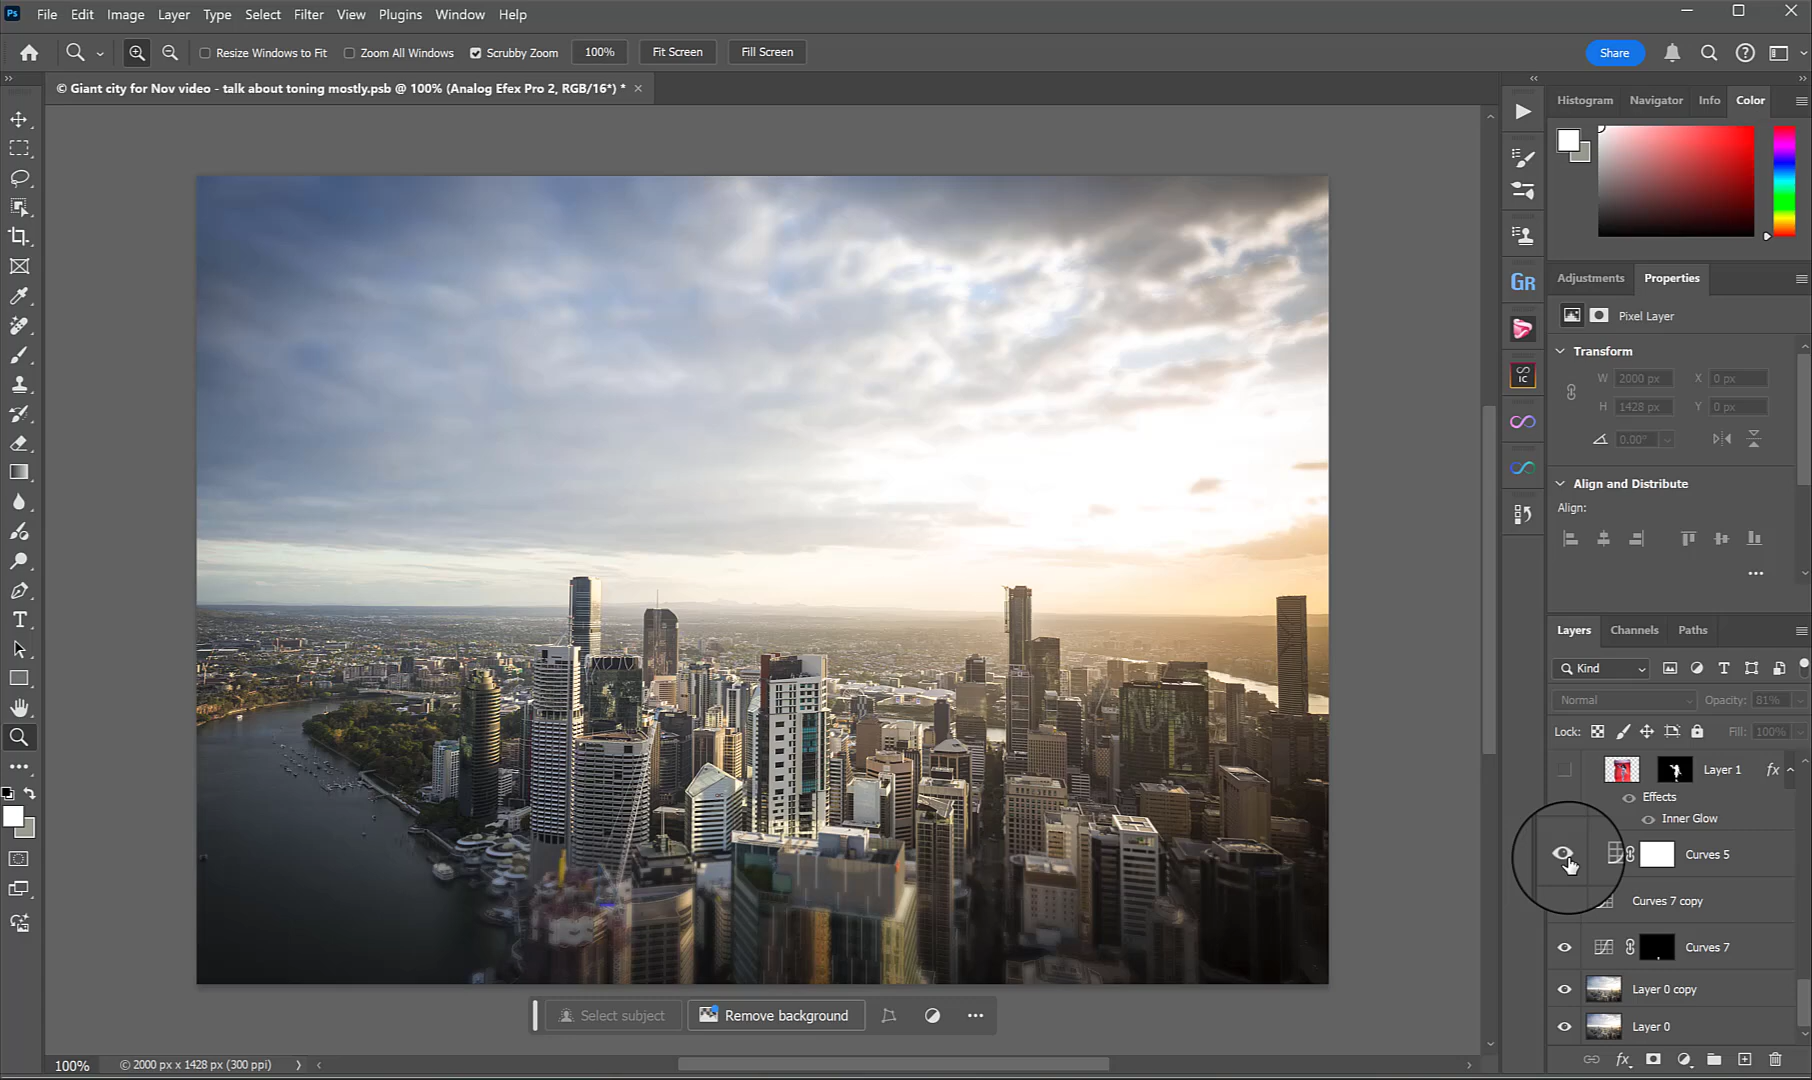 Ps File Edit Image Layer Type Select Filter View Plugins Window Help
Resize Windows to Fit Zoom All Windows Scrubby Zoom 100% Fit Screen Fill Screen Share
© Giant city for Nov video - talk about toning mostly.psb @ 100% (Analog Efex Pro 2, RGB/16*) *
Histogram Navigator Info Color
Gr
IC
Adjustments Properties
Pixel Layer
Transform
W 2000 px X 0 px
H 1428 px Y 0 px
0.00°
Align and Distribute
Align:
Layers Channels Paths
Kind
Normal Opacity: 81%
Lock: Fill: 100%
Layer 1 fx
Effects
Inner Glow
Curves 5
Curves 7 copy
Curves 7
Layer 0 copy
Layer 0
Select subject Remove background
100% © 2000 px x 1428 px (300 ppi)
fx